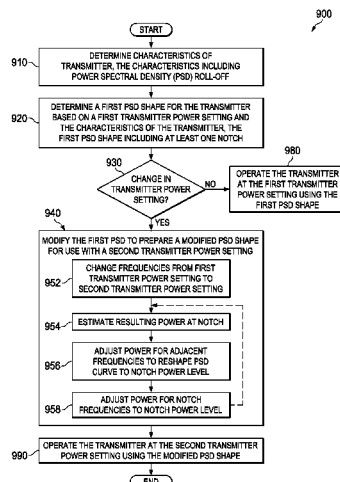 900
START
910
DETERMINE CHARACTERISTICS OF
TRANSMITTER, THE CHARACTERISTICS INCLUDING
POWER SPECTRAL DENSITY (PSD) ROLL-OFF
920
DETERMINE A FIRST PSD SHAPE FOR THE TRANSMITTER
BASED ON A FIRST TRANSMITTER POWER SETTING AND
THE CHARACTERISTICS OF THE TRANSMITTER, THE
FIRST PSD SHAPE INCLUDING AT LEAST ONE NOTCH
930
CHANGE IN
TRANSMITTER POWER
SETTING?
NO
980
OPERATE THE TRANSMITTER
AT THE FIRST TRANSMITTER
POWER SETTING USING THE
FIRST PSD SHAPE
YES
940
MODIFY THE FIRST PSD TO PREPARE A MODIFIED PSD SHAPE
FOR USE WITH A SECOND TRANSMITTER POWER SETTING
952
CHANGE FREQUENCIES FROM FIRST
TRANSMITTER POWER SETTING TO
SECOND TRANSMITTER POWER SETTING
954
ESTIMATE RESULTING POWER AT NOTCH
956
ADJUST POWER FOR ADJACENT
FREQUENCIES TO RESHAPE PSD
CURVE TO NOTCH POWER LEVEL
958
ADJUST POWER FOR NOTCH
FREQUENCIES TO NOTCH POWER LEVEL
990
OPERATE THE TRANSMITTER AT THE SECOND TRANSMITTER
POWER SETTING USING THE MODIFIED PSD SHAPE
END